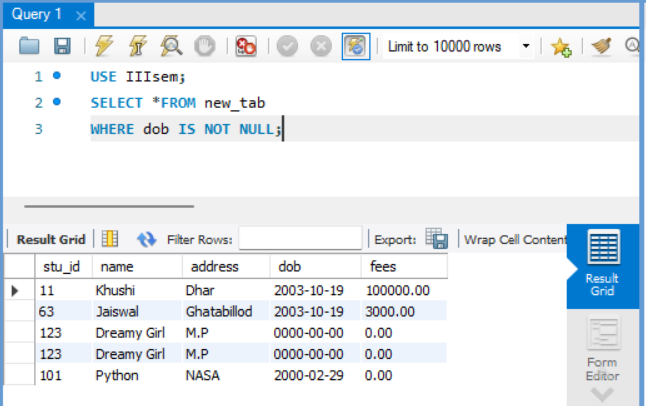 Query 1
Limit to 10000 rows
1 USE IIIsem;
2 SELECT *FROM new_tab
3 WHERE dob IS NOT NULL;
Result Grid Filter Rows: Export: Wrap Cell Content
stu_id name address dob fees
11 Khushi Dhar 2003-10-19 100000.00
63 Jaiswal Ghatabillod 2003-10-19 3000.00
123 Dreamy Girl M.P 0000-00-00 0.00
123 Dreamy Girl M.P 0000-00-00 0.00
101 Python NASA 2000-02-29 0.00
Result
Grid
Form
Editor